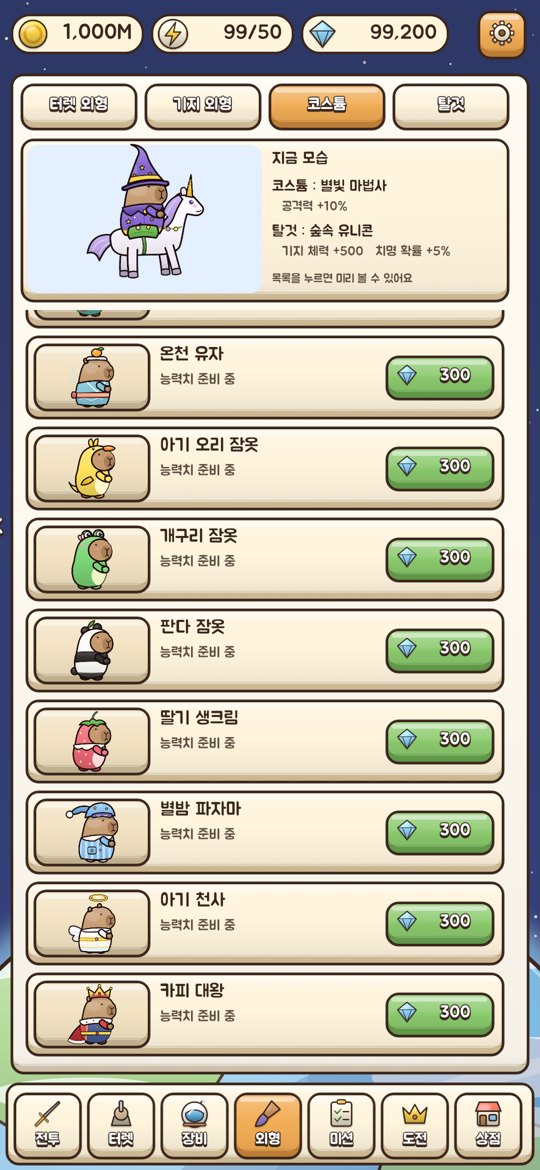 1,000M
99/50
99,200
터렛 외형
기지 외형
코스튬
탈것
지금 모습
코스튬 : 별빛 마법사
공격력 +10%
탈것 : 숲속 유니콘
기지 체력 +500 치명 확률 +5%
목록을 누르면 미리 볼 수 있어요
온천 유자
능력치 준비 중
300
아기 오리 잠옷
능력치 준비 중
300
개구리 잠옷
능력치 준비 중
300
판다 잠옷
능력치 준비 중
300
딸기 생크림
능력치 준비 중
300
별밤 파자마
능력치 준비 중
300
아기 천사
능력치 준비 중
300
카피 대왕
능력치 준비 중
300
전투
터렛
장비
외형
미션
도전
상점